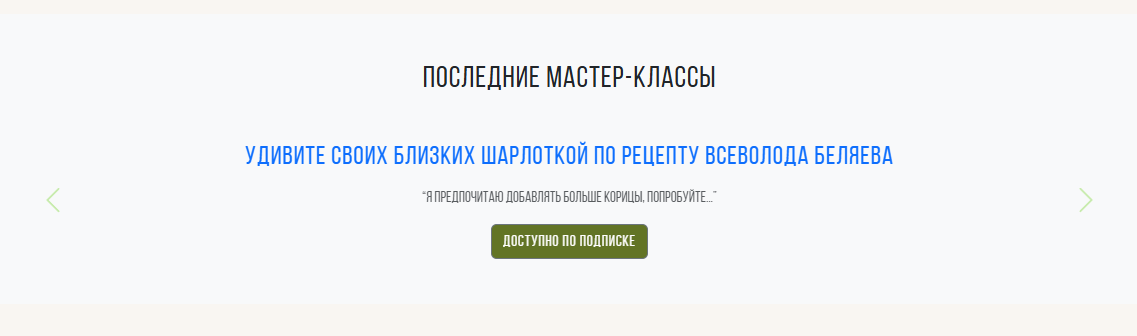 ПОСЛЕДНИЕ МАСТЕР-КЛАССЫ
УДИВИТЕ СВОИХ БЛИЗКИХ ШАРЛОТКОЙ ПО РЕЦЕПТУ ВСЕВОЛОДА БЕЛЯЕВА
“Я ПРЕДПОЧИТАЮ ДОБАВЛЯТЬ БОЛЬШЕ КОРИЦЫ, ПОПРОБУЙТЕ...”
ДОСТУПНО ПО ПОДПИСКЕ